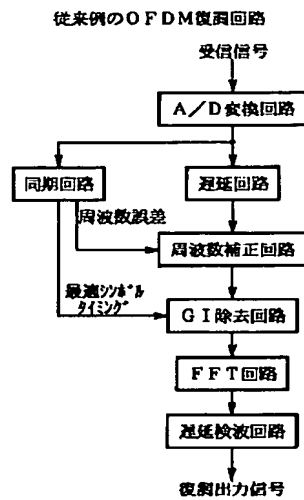 従来例のOFDM復調回路
受信信号
A/D変換回路
同期回路
遅延回路
周波数誤差
周波数補正回路
最適ｼﾝﾎﾞﾙ
ﾀｲﾐﾝｸﾞ
GI除去回路
FFT回路
遅延検波回路
復調出力信号